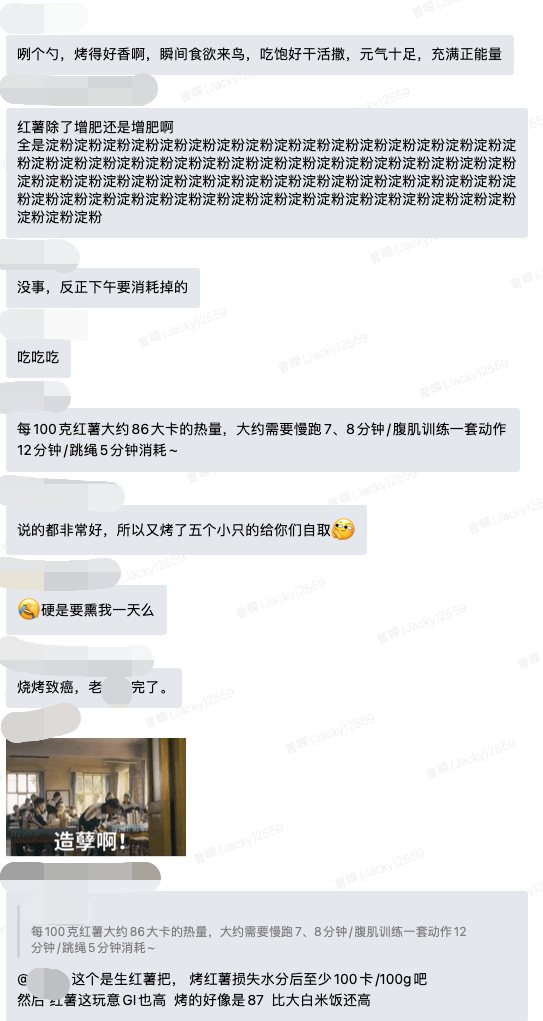 咧个勺，烤得好香啊，瞬间食欲来鸟，吃饱好干活撒，元气十足，充满正能量
红薯除了增肥还是增肥啊
全是淀粉淀粉淀粉淀粉淀粉淀粉淀粉淀粉淀粉淀粉淀粉淀粉淀粉淀粉淀粉淀粉淀
粉淀粉淀粉淀粉淀粉淀粉淀粉淀粉淀粉淀粉淀粉淀粉淀粉淀粉淀粉淀粉淀粉淀粉
淀粉淀粉淀粉淀粉淀粉淀粉淀粉淀粉淀粉淀粉淀粉淀粉淀粉淀粉淀粉淀粉淀粉淀
粉淀粉淀粉淀粉淀粉淀粉淀粉淀粉淀粉淀粉淀粉淀粉淀粉淀粉淀粉淀粉淀粉淀粉
淀粉淀粉淀粉
没事，反正下午要消耗掉的
吃吃吃
每100克红薯大约86大卡的热量，大约需要慢跑7、8分钟/腹肌训练一套动作
12分钟/跳绳5分钟消耗~
说的都非常好，所以又烤了五个小只的给你们自取
硬是要熏我一天么
烧烤致癌，老 完了。
造孽啊！
每100克红薯大约86大卡的热量，大约需要慢跑7、8分钟/腹肌训练一套动作12
分钟/跳绳5分钟消耗~
@ 这个是生红薯把， 烤红薯损失水分后至少100卡/100g吧
然后 红薯这玩意GI也高 烤的好像是87 比大白米饭还高